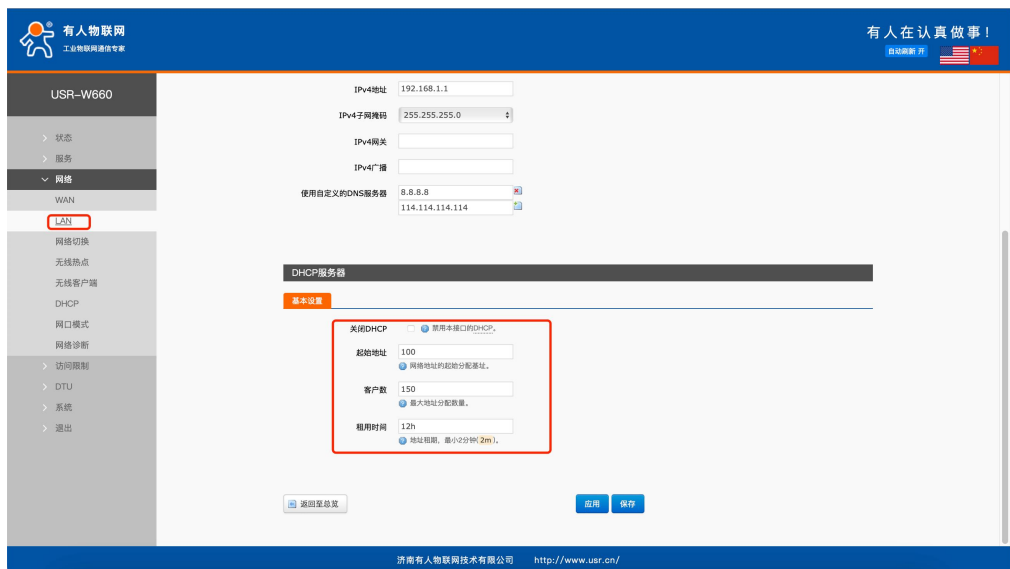 有人物联网
工业物联网通信专家
有人在认真做事!
自动刷新 开
USR-W660
状态
服务
网络
WAN
LAN
网络切换
无线热点
无线客户端
DHCP
网口模式
网络诊断
访问限制
DTU
系统
退出
IPv4地址 192.168.1.1
IPv4子网掩码 255.255.255.0
IPv4网关
IPv4广播
使用自定义的DNS服务器 8.8.8.8
114.114.114.114
DHCP服务器
基本设置
关闭DHCP 禁用本接口的DHCP。
起始地址 100
网络地址的起始分配基址。
客户数 150
最大地址分配数量。
租用时间 12h
地址租期，最小2分钟(2m)。
返回至总览
应用 保存
济南有人物联网技术有限公司 http://www.usr.cn/